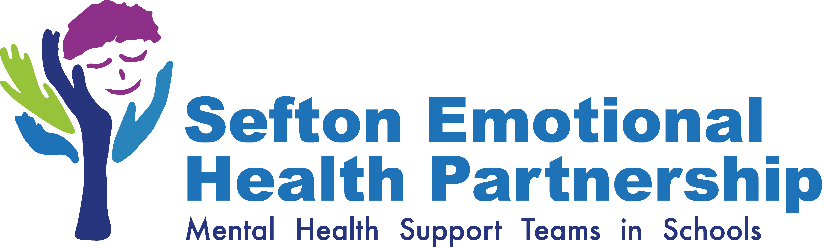 Sefton Emotional
Health Partnership
Mental Health Support Teams in Schools